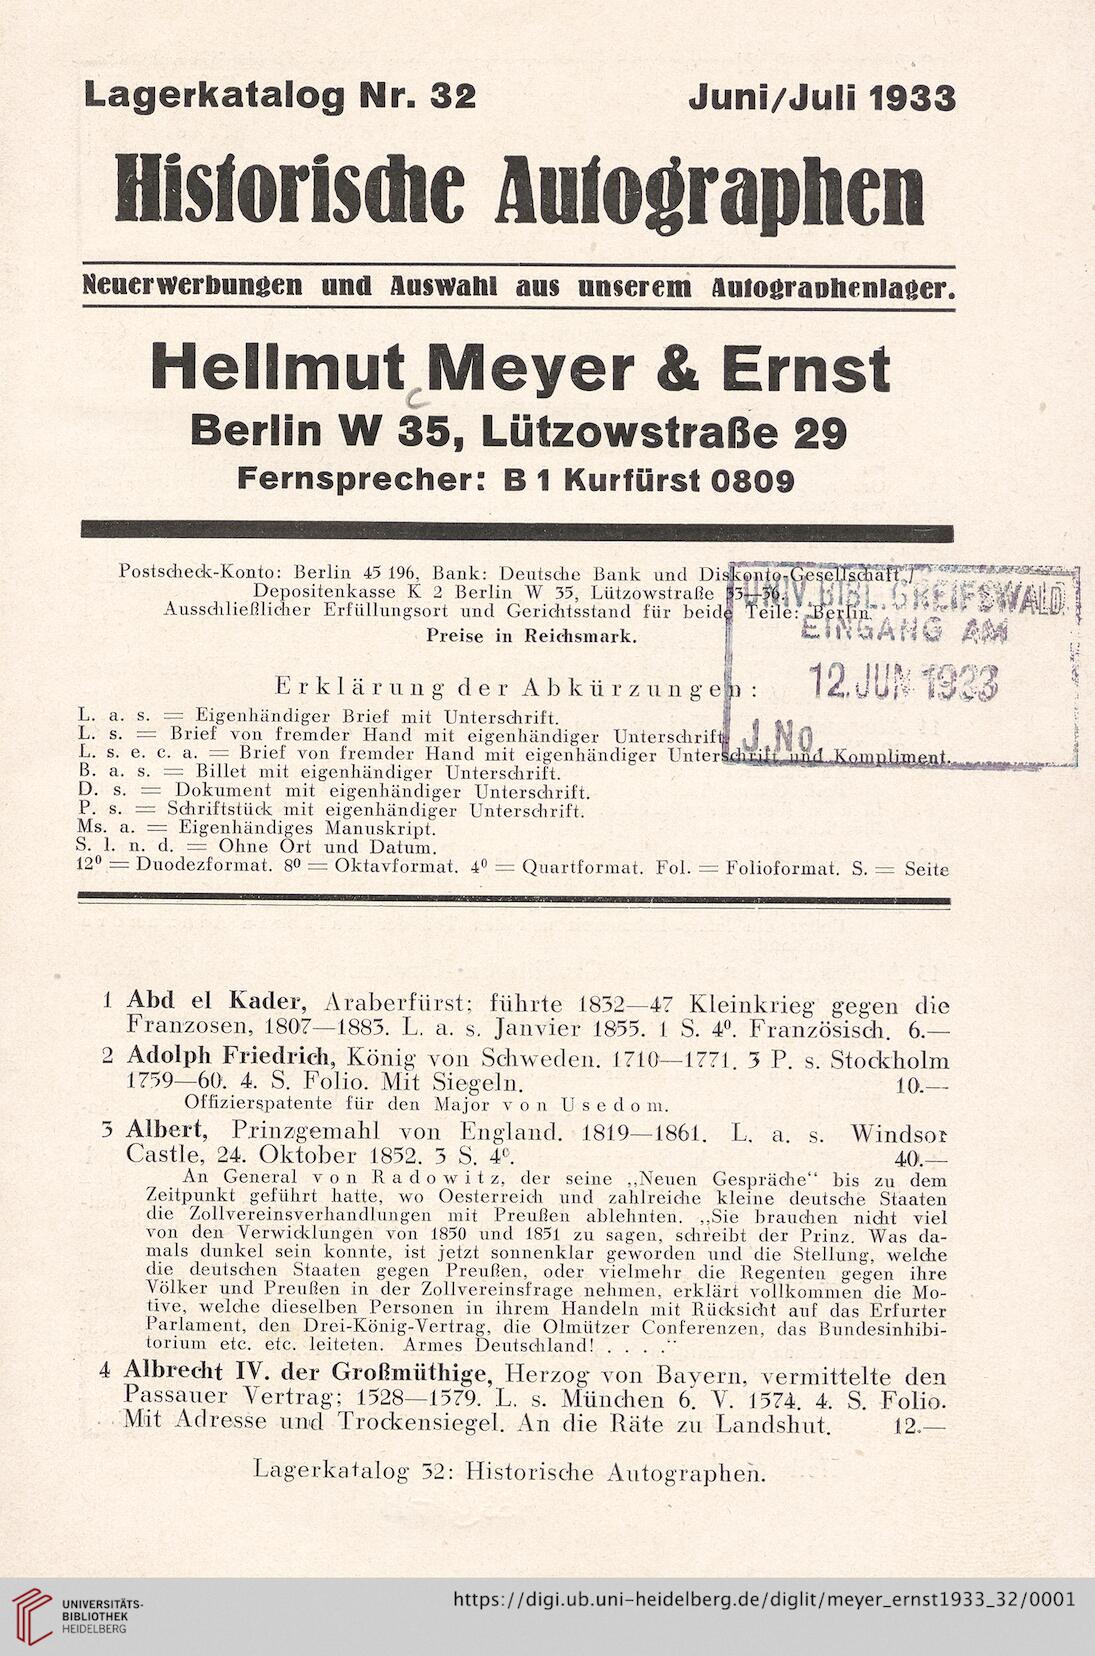 Lagerkatalog Nr. 32 Juni/Juli 1933
Historische Autographen
Neuerwerbungen und Auswahl aus unserem Autographenlager.
Hellmut Meyer & Ernst
Berlin W 35, Lützowstraße 29
Fernsprecher: B 1 Kurfürst 0809
Postscheck-Konto: Berlin 45 196, Bank: Deutsche Bank und Diskonto-Gesellschaft /
Depositenkasse K 2 Berlin W 35, Lützowstraße 33—36.
Ausschließlicher Erfüllungsort und Gerichtsstand für beide Teile: Berlin
Preise in Reichsmark.
UNIV. BIBL. GREIFSWALD
EINGANG AM
12. JUN 1933
J. No.
Erklärung der Abkürzungen:
L. a. s. = Eigenhändiger Brief mit Unterschrift.
L. s. = Brief von fremder Hand mit eigenhändiger Unterschrift
L. s. e. c. a. = Brief von fremder Hand mit eigenhändiger Unterschrift und Kompliment.
B. a. s. = Billet mit eigenhändiger Unterschrift.
D. s. = Dokument mit eigenhändiger Unterschrift.
P. s. = Schriftstück mit eigenhändiger Unterschrift.
Ms. a. = Eigenhändiges Manuskript.
S. l. n. d. = Ohne Ort und Datum.
12⁰ = Duodezformat. 8⁰ = Oktavformat. 4⁰ = Quartformat. Fol. = Folioformat. S. = Seite
1 Abd el Kader, Araberfürst; führte 1832—47 Kleinkrieg gegen die
Franzosen, 1807—1883. L. a. s. Janvier 1855. 1 S. 4⁰. Französisch. 6.—
2 Adolph Friedrich, König von Schweden. 1710—1771. 3 P. s. Stockholm
1759—60. 4. S. Folio. Mit Siegeln. 10.—
Offizierspatente für den Major von Usedom.
3 Albert, Prinzgemahl von England. 1819—1861. L. a. s. Windsor
Castle, 24. Oktober 1852. 3 S. 4⁰. 40.—
An General von Radowitz, der seine „Neuen Gespräche“ bis zu dem
Zeitpunkt geführt hatte, wo Oesterreich und zahlreiche kleine deutsche Staaten
die Zollvereinsverhandlungen mit Preußen ablehnten. „Sie brauchen nicht viel
von den Verwicklungen von 1850 und 1851 zu sagen, schreibt der Prinz. Was da-
mals dunkel sein konnte, ist jetzt sonnenklar geworden und die Stellung, welche
die deutschen Staaten gegen Preußen, oder vielmehr die Regenten gegen ihre
Völker und Preußen in der Zollvereinsfrage nehmen, erklärt vollkommen die Mo-
tive, welche dieselben Personen in ihrem Handeln mit Rücksicht auf das Erfurter
Parlament, den Drei-König-Vertrag, die Olmützer Conferenzen, das Bundesinhibi-
torium etc. etc. leiteten. Armes Deutschland! . . . .“
4 Albrecht IV. der Großmüthige, Herzog von Bayern, vermittelte den
Passauer Vertrag; 1528—1579. L. s. München 6. V. 1574. 4. S. Folio.
Mit Adresse und Trockensiegel. An die Räte zu Landshut. 12.—
Lagerkatalog 32: Historische Autographen.
UNIVERSITÄTS-
BIBLIOTHEK
HEIDELBERG
https://digi.ub.uni-heidelberg.de/diglit/meyer_ernst1933_32/0001